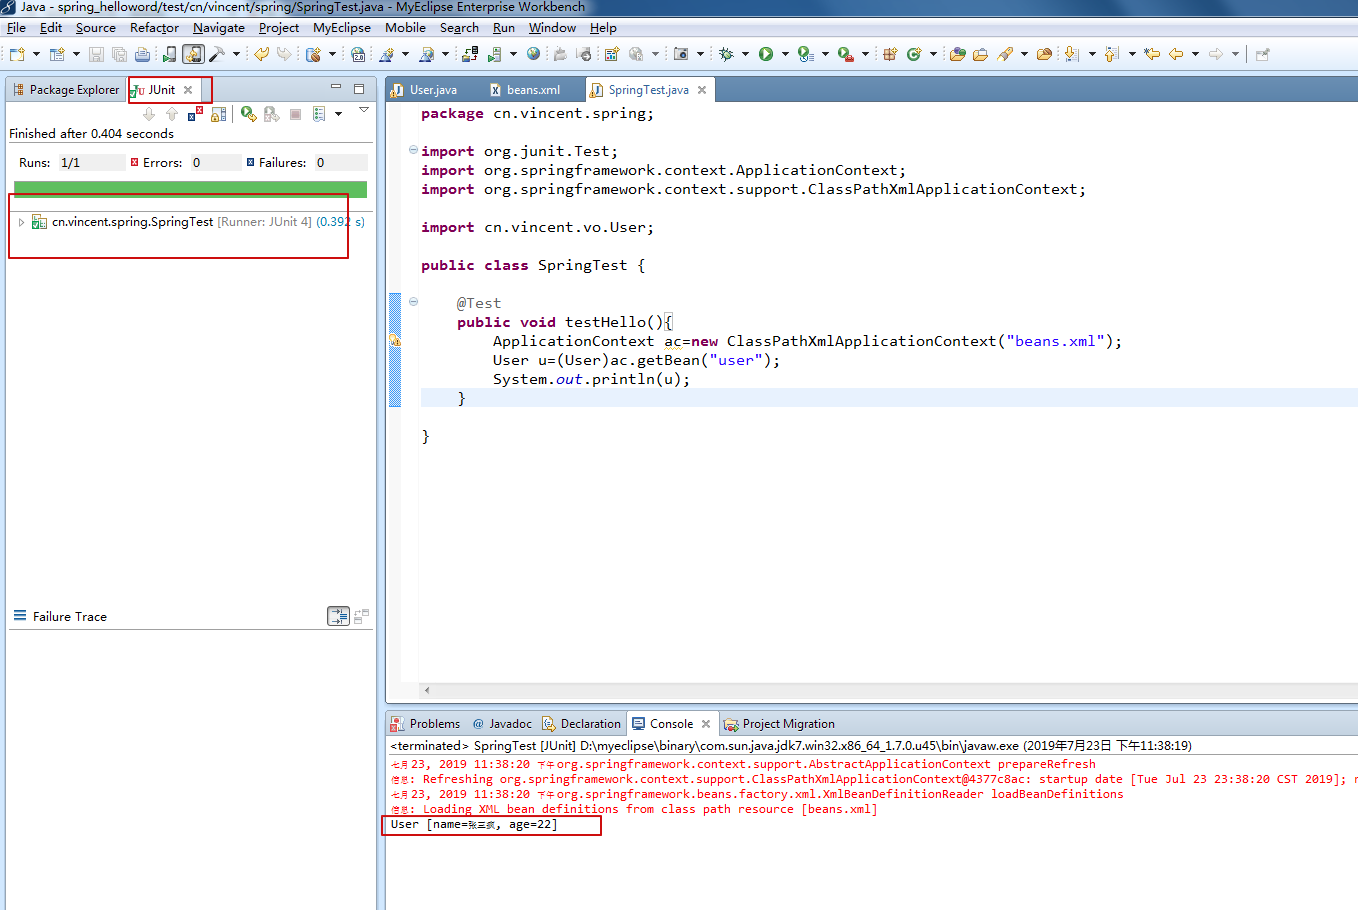 Java - spring_helloword/test/cn/vincent/spring/SpringTest.java - MyEclipse Enterprise Workbench
File Edit Source Refactor Navigate Project MyEclipse Mobile Search Run Window Help
Package Explorer JUnit
Finished after 0.404 seconds
Runs: 1/1 Errors: 0 Failures: 0
cn.vincent.spring.SpringTest [Runner: JUnit 4] (0.392 s)
Failure Trace
User.java beans.xml SpringTest.java
package cn.vincent.spring;
import org.junit.Test;
import org.springframework.context.ApplicationContext;
import org.springframework.context.support.ClassPathXmlApplicationContext;
import cn.vincent.vo.User;
public class SpringTest {
@Test
public void testHello(){
ApplicationContext ac=new ClassPathXmlApplicationContext("beans.xml");
User u=(User)ac.getBean("user");
System.out.println(u);
}
}
Problems @ Javadoc Declaration Console Project Migration
<terminated> SpringTest [JUnit] D:\myeclipse\binary\com.sun.java.jdk7.win32.x86_64_1.7.0.u45\bin\javaw.exe (2019年7月23日 下午11:38:19)
七月 23, 2019 11:38:20 下午 org.springframework.context.support.AbstractApplicationContext prepareRefresh
信息: Refreshing org.springframework.context.support.ClassPathXmlApplicationContext@4377c8ac: startup date [Tue Jul 23 23:38:20 CST 2019]; r
七月 23, 2019 11:38:20 下午 org.springframework.beans.factory.xml.XmlBeanDefinitionReader loadBeanDefinitions
信息: Loading XML bean definitions from class path resource [beans.xml]
User [name=张三疯, age=22]